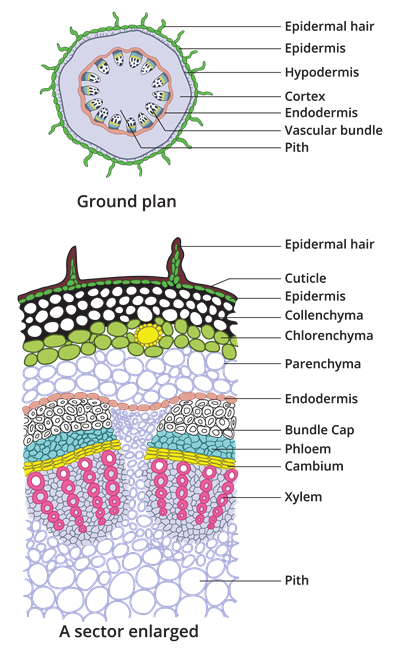 Epidermal hair
Epidermis
Hypodermis
Cortex
Endodermis
Vascular bundle
Pith
Ground plan
Epidermal hair
Cuticle
Epidermis
Collenchyma
Chlorenchyma
Parenchyma
Endodermis
Bundle Cap
Phloem
Cambium
Xylem
Pith
A sector enlarged